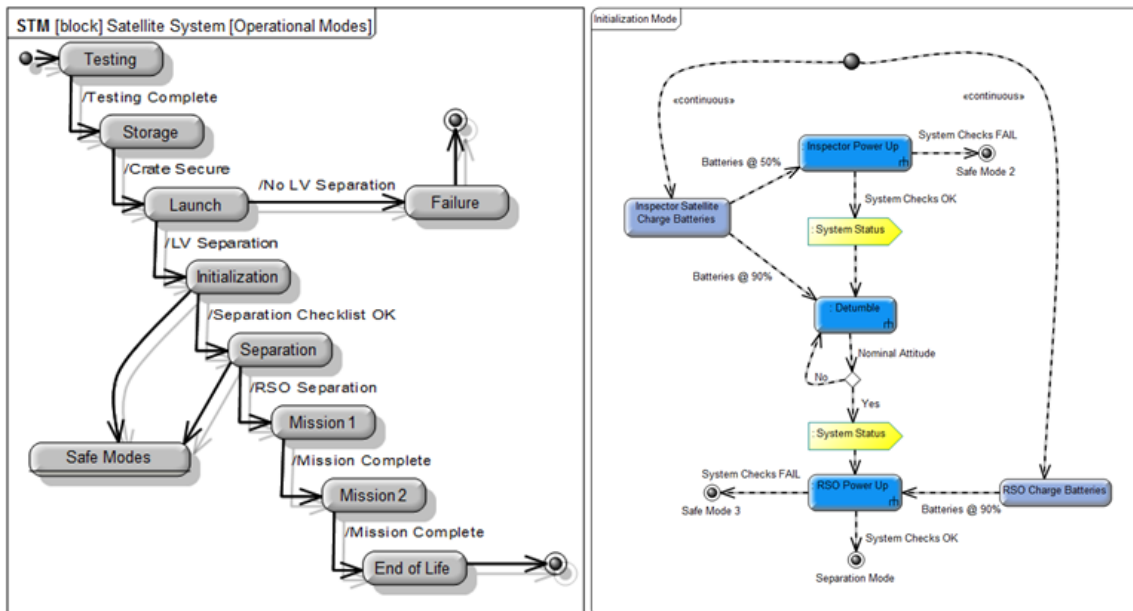 STM [block] Satellite System [Operational Modes]
Testing
/Testing Complete
Storage
/Crate Secure
/No LV Separation
Launch
Failure
/LV Separation
Initialization
/Separation Checklist OK
Separation
/RSO Separation
Mission 1
Safe Modes
/Mission Complete
Mission 2
/Mission Complete
End of Life
Initialization Mode
«continuous»
«continuous»
System Checks FAIL
: Inspector Power Up
Batteries @ 50%
Safe Mode 2
System Checks OK
Inspector Satellite
Charge Batteries
: System Status
Batteries @ 90%
: Detumble
Nominal Attitude
No
Yes
: System Status
System Checks FAIL
: RSO Power Up
RSO Charge Batteries
Safe Mode 3
Batteries @ 90%
System Checks OK
Separation Mode